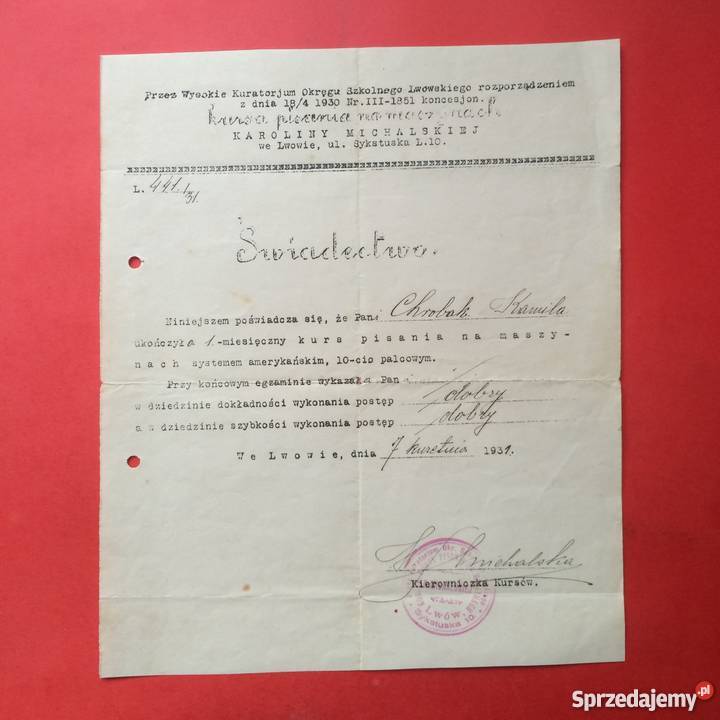 Przez Wysokie Kuratorjum Okręgu Szkolnego Lwowskiego rozporządzeniem
z dnia 18/4 1930 Nr.III-1851 koncesjon.
kursa pisania na maszynach
KAROLINY MICHALSKIEJ
we Lwowie, ul. Sykstuska L.10.
L. 441./31.
Świadectwo.
Niniejszem poświadcza się, że Pani Chrobak Kamila
ukończyła 1.-miesięczny kurs pisania na maszy-
nach systemem amerykańskim, 10-cio palcowym.
Przy końcowym egzaminie wykazała Pani
w dziedzinie dokładności wykonania postęp dobry
a w dziedzinie szybkości wykonania postęp dobry
We Lwowie, dnia 7 kwietnia 1931.
Michalska
Kierowniczka Kursów.
Lwów,
Sykstuska 10
Sprzedajemy.pl